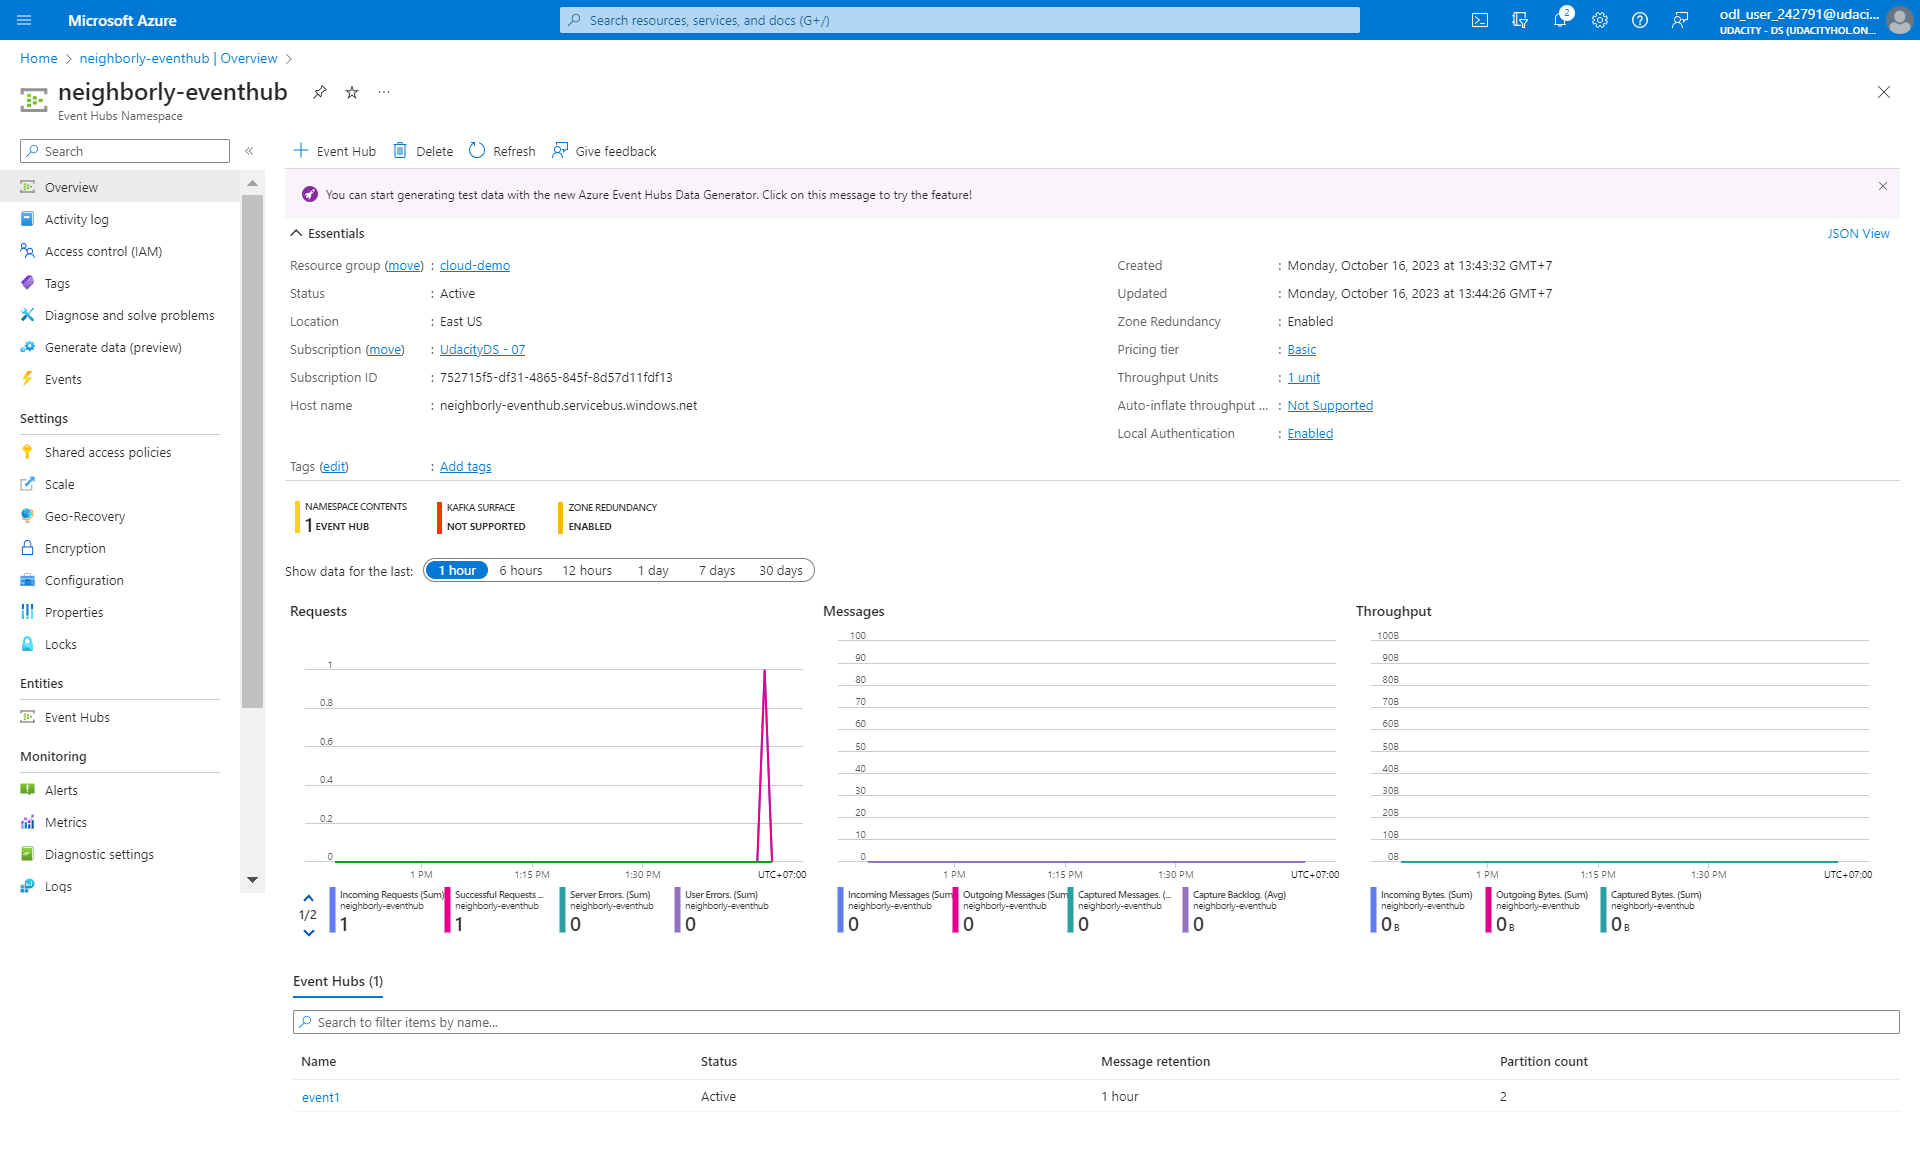 Microsoft Azure
Search resources, services, and docs (G+/)
2
odl_user_242791@udaci...
UDACITY - DS (UDACITYHOL.ON...
Home > neighborly-eventhub | Overview >
neighborly-eventhub
Event Hubs Namespace
Search
Overview
Activity log
Access control (IAM)
Tags
Diagnose and solve problems
Generate data (preview)
Events
Settings
Shared access policies
Scale
Geo-Recovery
Encryption
Configuration
Properties
Locks
Entities
Event Hubs
Monitoring
Alerts
Metrics
Diagnostic settings
Logs
Event Hub Delete Refresh Give feedback
You can start generating test data with the new Azure Event Hubs Data Generator. Click on this message to try the feature!
Essentials
JSON View
Resource group (move) : cloud-demo
Status : Active
Location : East US
Subscription (move) : UdacityDS - 07
Subscription ID : 752715f5-df31-4865-845f-8d57d11fdf13
Host name : neighborly-eventhub.servicebus.windows.net
Created : Monday, October 16, 2023 at 13:43:32 GMT+7
Updated : Monday, October 16, 2023 at 13:44:26 GMT+7
Zone Redundancy : Enabled
Pricing tier : Basic
Throughput Units : 1 unit
Auto-inflate throughput ... : Not Supported
Local Authentication : Enabled
Tags (edit) : Add tags
NAMESPACE CONTENTS
1 EVENT HUB
KAFKA SURFACE
NOT SUPPORTED
ZONE REDUNDANCY
ENABLED
Show data for the last: 1 hour 6 hours 12 hours 1 day 7 days 30 days
Requests
1
0.8
0.6
0.4
0.2
0
1 PM 1:15 PM 1:30 PM UTC+07:00
1/2
Incoming Requests (Sum)
neighborly-eventhub
1
Successful Requests ...
neighborly-eventhub
1
Server Errors. (Sum)
neighborly-eventhub
0
User Errors. (Sum)
neighborly-eventhub
0
Messages
100
90
80
70
60
50
40
30
20
10
0
1 PM 1:15 PM 1:30 PM UTC+07:00
Incoming Messages (Sum
neighborly-eventhub
0
Outgoing Messages (Sum
neighborly-eventhub
0
Captured Messages. (...
neighborly-eventhub
0
Capture Backlog. (Avg)
neighborly-eventhub
0
Throughput
100B
90B
80B
70B
60B
50B
40B
30B
20B
10B
0B
1 PM 1:15 PM 1:30 PM UTC+07:00
Incoming Bytes. (Sum)
neighborly-eventhub
0 B
Outgoing Bytes. (Sum)
neighborly-eventhub
0 B
Captured Bytes. (Sum)
neighborly-eventhub
0 B
Event Hubs (1)
Search to filter items by name...
Name Status Message retention Partition count
event1 Active 1 hour 2